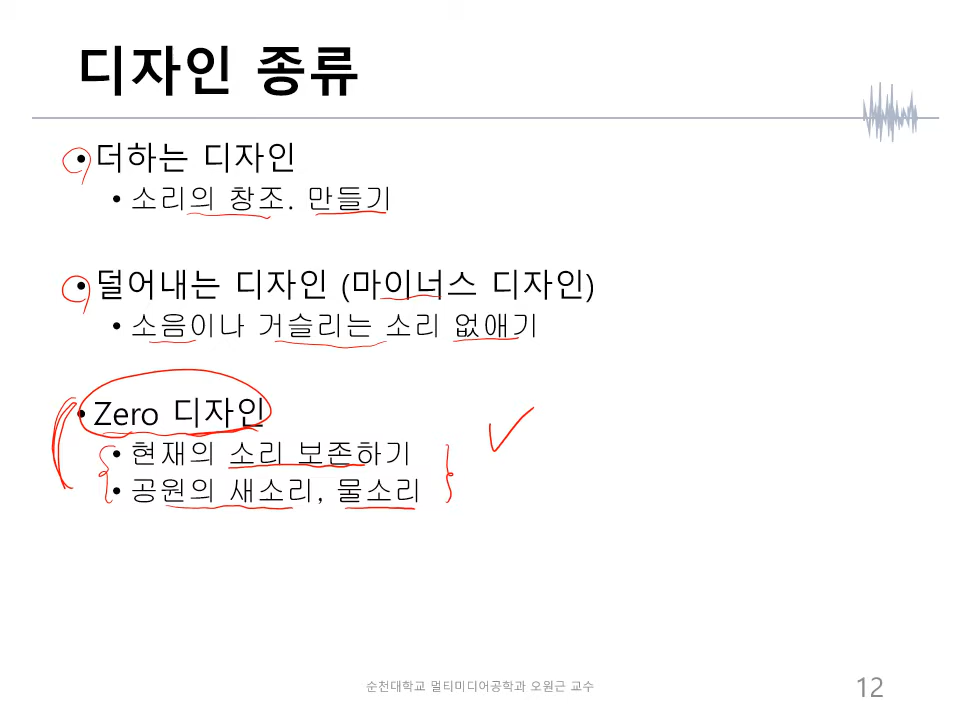 디자인 종류
• 더하는 디자인
• 소리의 창조. 만들기
• 덜어내는 디자인 (마이너스 디자인)
• 소음이나 거슬리는 소리 없애기
• Zero 디자인
• 현재의 소리 보존하기
• 공원의 새소리, 물소리
순천대학교 멀티미디어공학과 오원근 교수
12